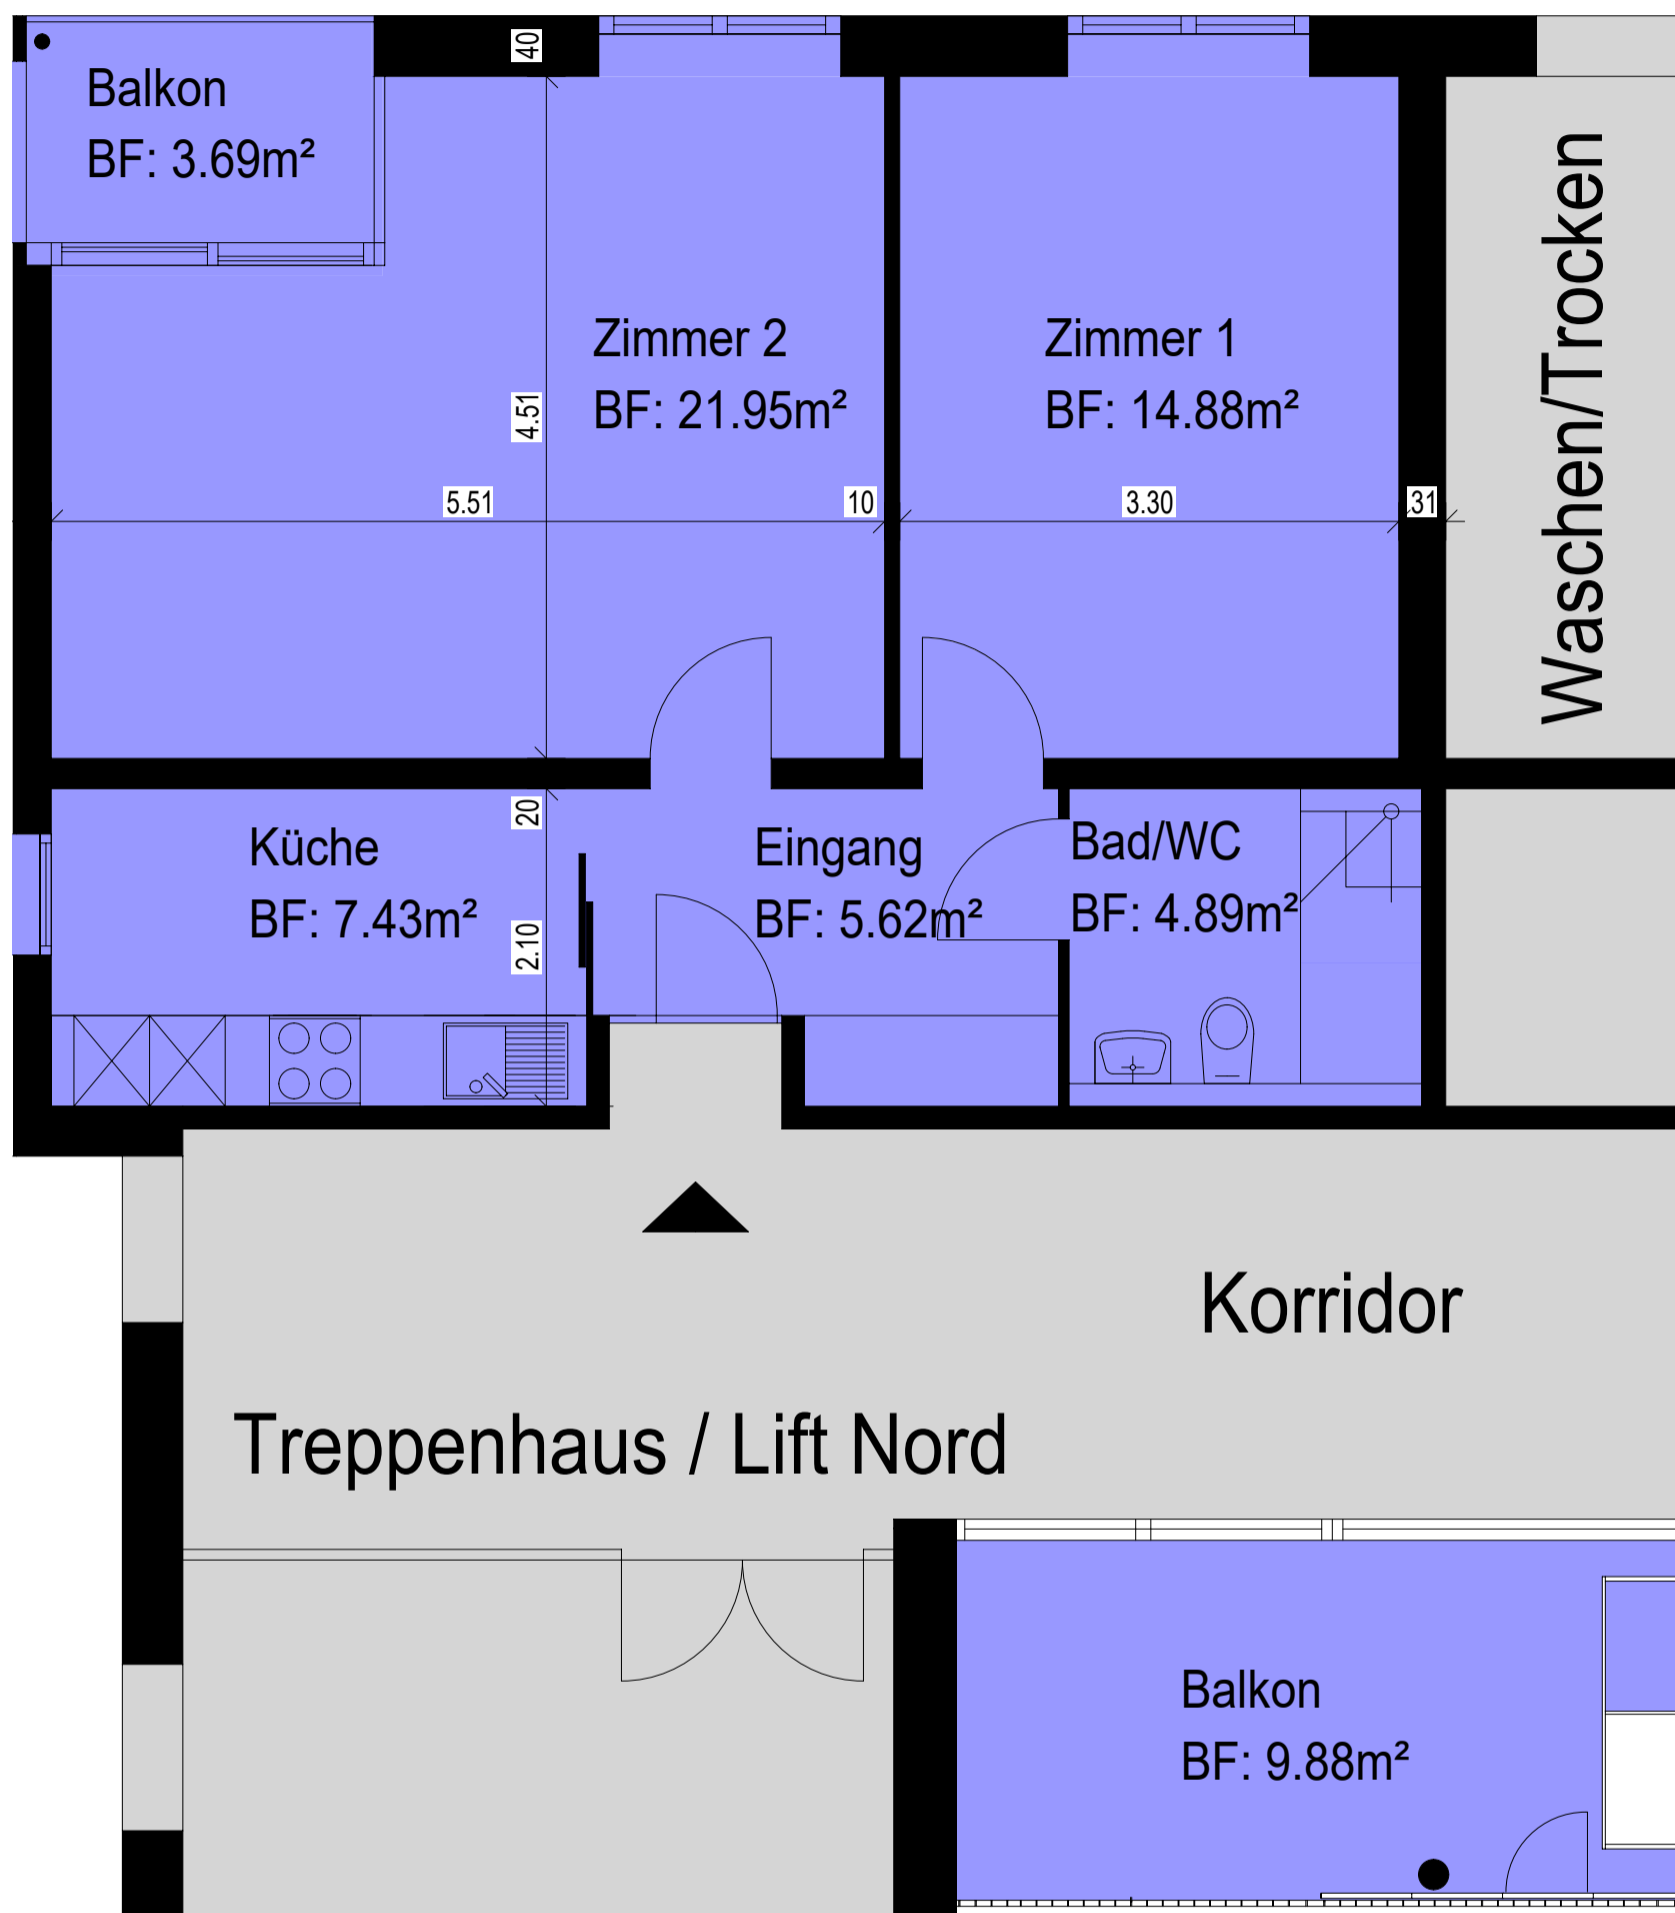 40
Balkon
BF: 3.69m²
Zimmer 2
BF: 21.95m²
Zimmer 1
BF: 14.88m²
Waschen/Trocken
4.51
5.51
10
3.30
31
20
Küche
BF: 7.43m²
2.10
Eingang
BF: 5.62m²
Bad/WC
BF: 4.89m²
Korridor
Treppenhaus / Lift Nord
Balkon
BF: 9.88m²